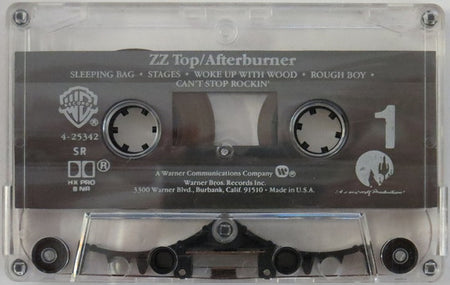 ZZ Top/Afterburner
SLEEPING BAG • STAGES • WOKE UP WITH WOOD • ROUGH BOY •
CAN'T STOP ROCKIN'
WB
4-25342
SR
HX PRO
B NR
1
A Warner Communications Company
Warner Bros. Records Inc.
3300 Warner Blvd., Burbank, Calif. 91510 • Made in U.S.A.